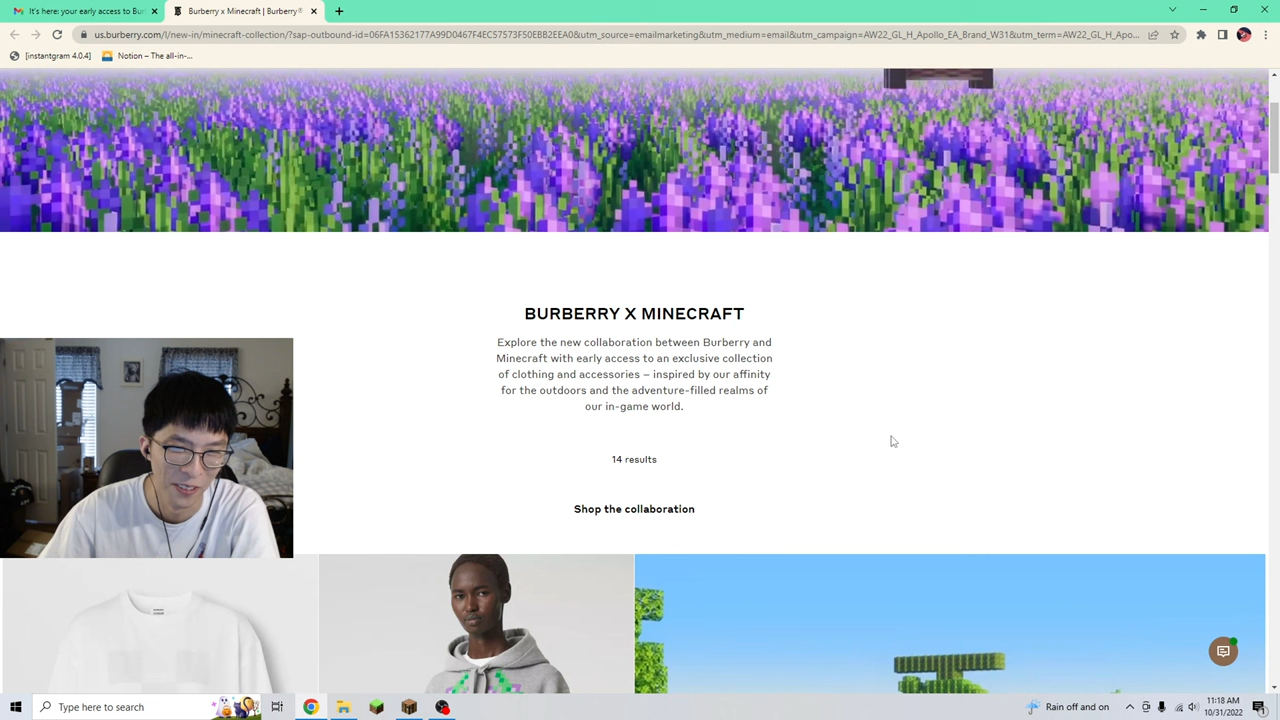 It's here: your early access to Bur
Burberry x Minecraft | Burberry®
us.burberry.com/l/new-in/minecraft-collection/?sap-outbound-id=06FA15362177A99D0467F4EC57573F50EBB2EEA0&utm_source=emailmarketing&utm_medium=email&utm_campaign=AW22_GL_H_Apollo_EA_Brand_W31&utm_term=AW22_GL_H_Apo...
[instantgram 4.0.4]
Notion – The all-in-...
BURBERRY X MINECRAFT
Explore the new collaboration between Burberry and
Minecraft with early access to an exclusive collection
of clothing and accessories – inspired by our affinity
for the outdoors and the adventure-filled realms of
our in-game world.
14 results
Shop the collaboration
Type here to search
Rain off and on
11:18 AM
10/31/2022
1